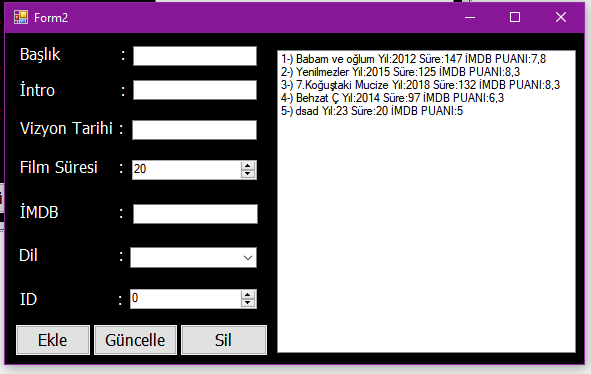 Form2
Başlık :
İntro :
Vizyon Tarihi :
Film Süresi : 20
İMDB :
Dil :
ID : 0
Ekle Güncelle Sil
1-) Babam ve oğlum Yıl:2012 Süre:147 İMDB PUANI:7,8
2-) Yenilmezler Yıl:2015 Süre:125 İMDB PUANI:8,3
3-) 7.Koğuştaki Mucize Yıl:2018 Süre:132 İMDB PUANI:8,3
4-) Behzat Ç Yıl:2014 Süre:97 İMDB PUANI:6,3
5-) dsad Yıl:23 Süre:20 İMDB PUANI:5